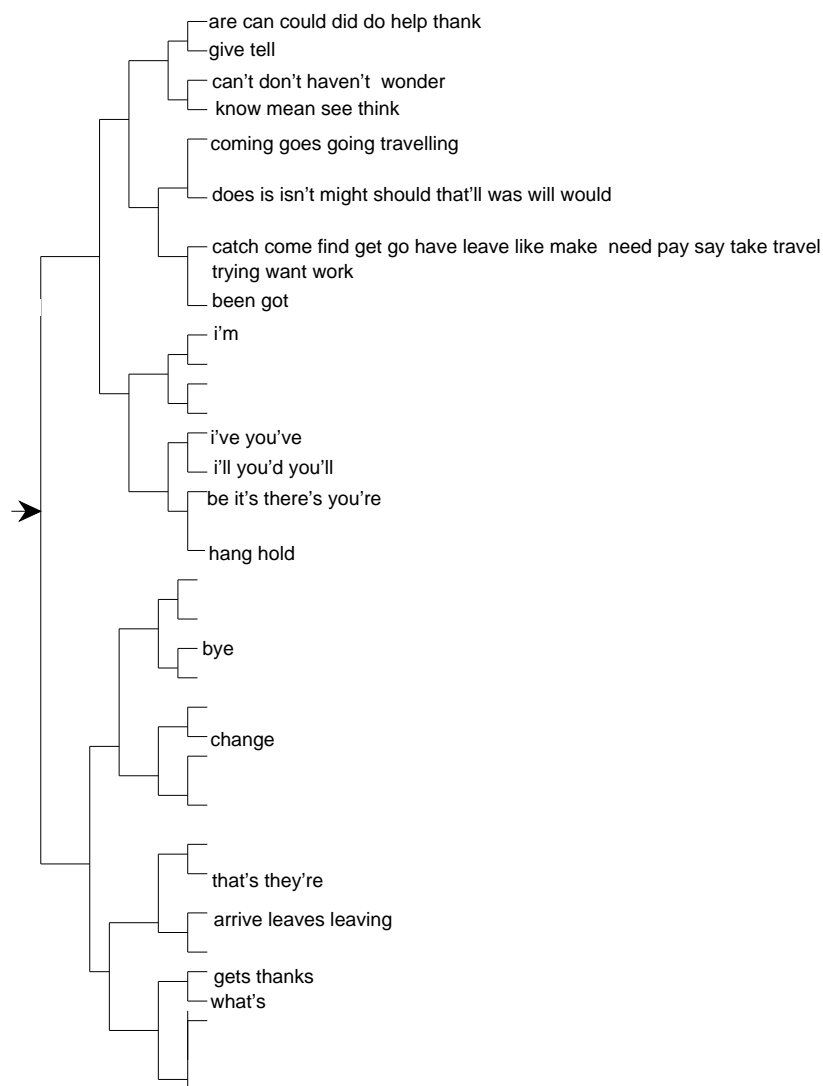 are can could did do help thank
give tell
can't don't haven't wonder
know mean see think
coming goes going travelling
does is isn't might should that'll was will would
catch come find get go have leave like make need pay say take travel
trying want work
been got
i'm
i've you've
i'll you'd you'll
be it's there's you're
hang hold
bye
change
that's they're
arrive leaves leaving
gets thanks
what's